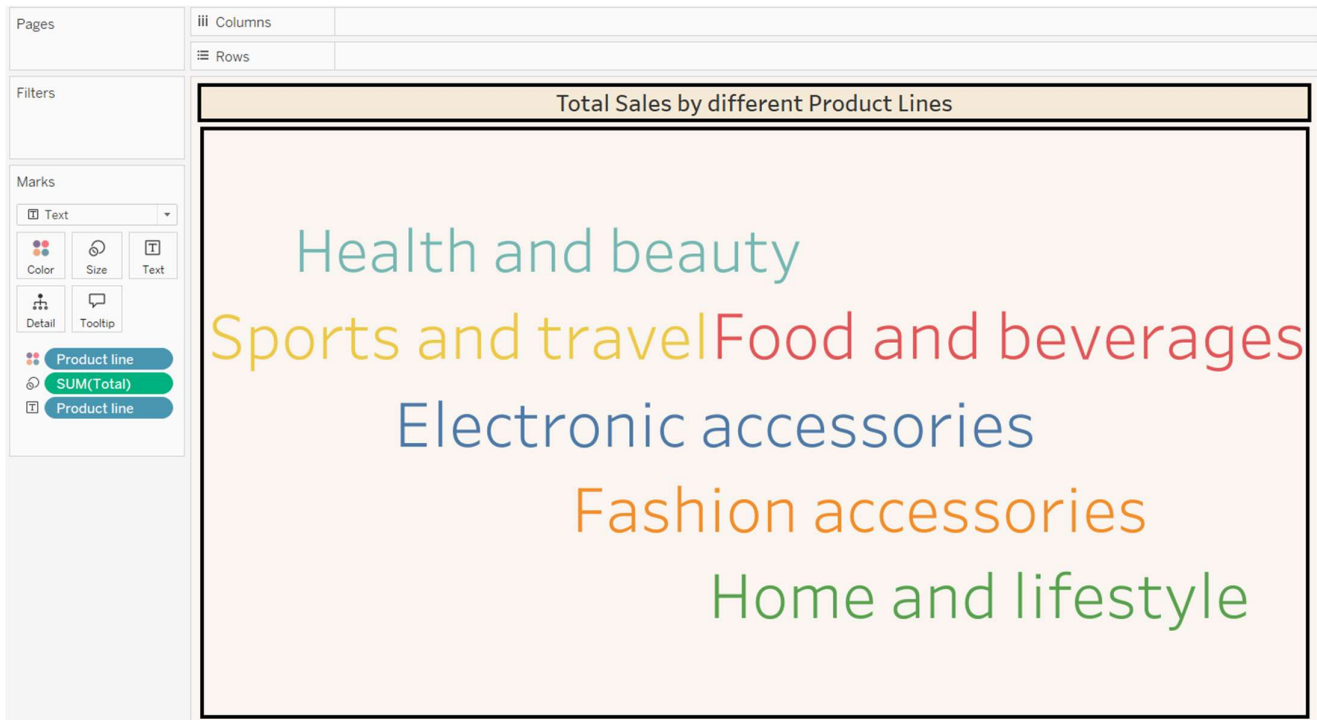 Pages
Columns
Rows
Filters
Marks
Text
Color Size Text
Detail Tooltip
Product line
SUM(Total)
Product line
Total Sales by different Product Lines
Health and beauty
Sports and travel Food and beverages
Electronic accessories
Fashion accessories
Home and lifestyle